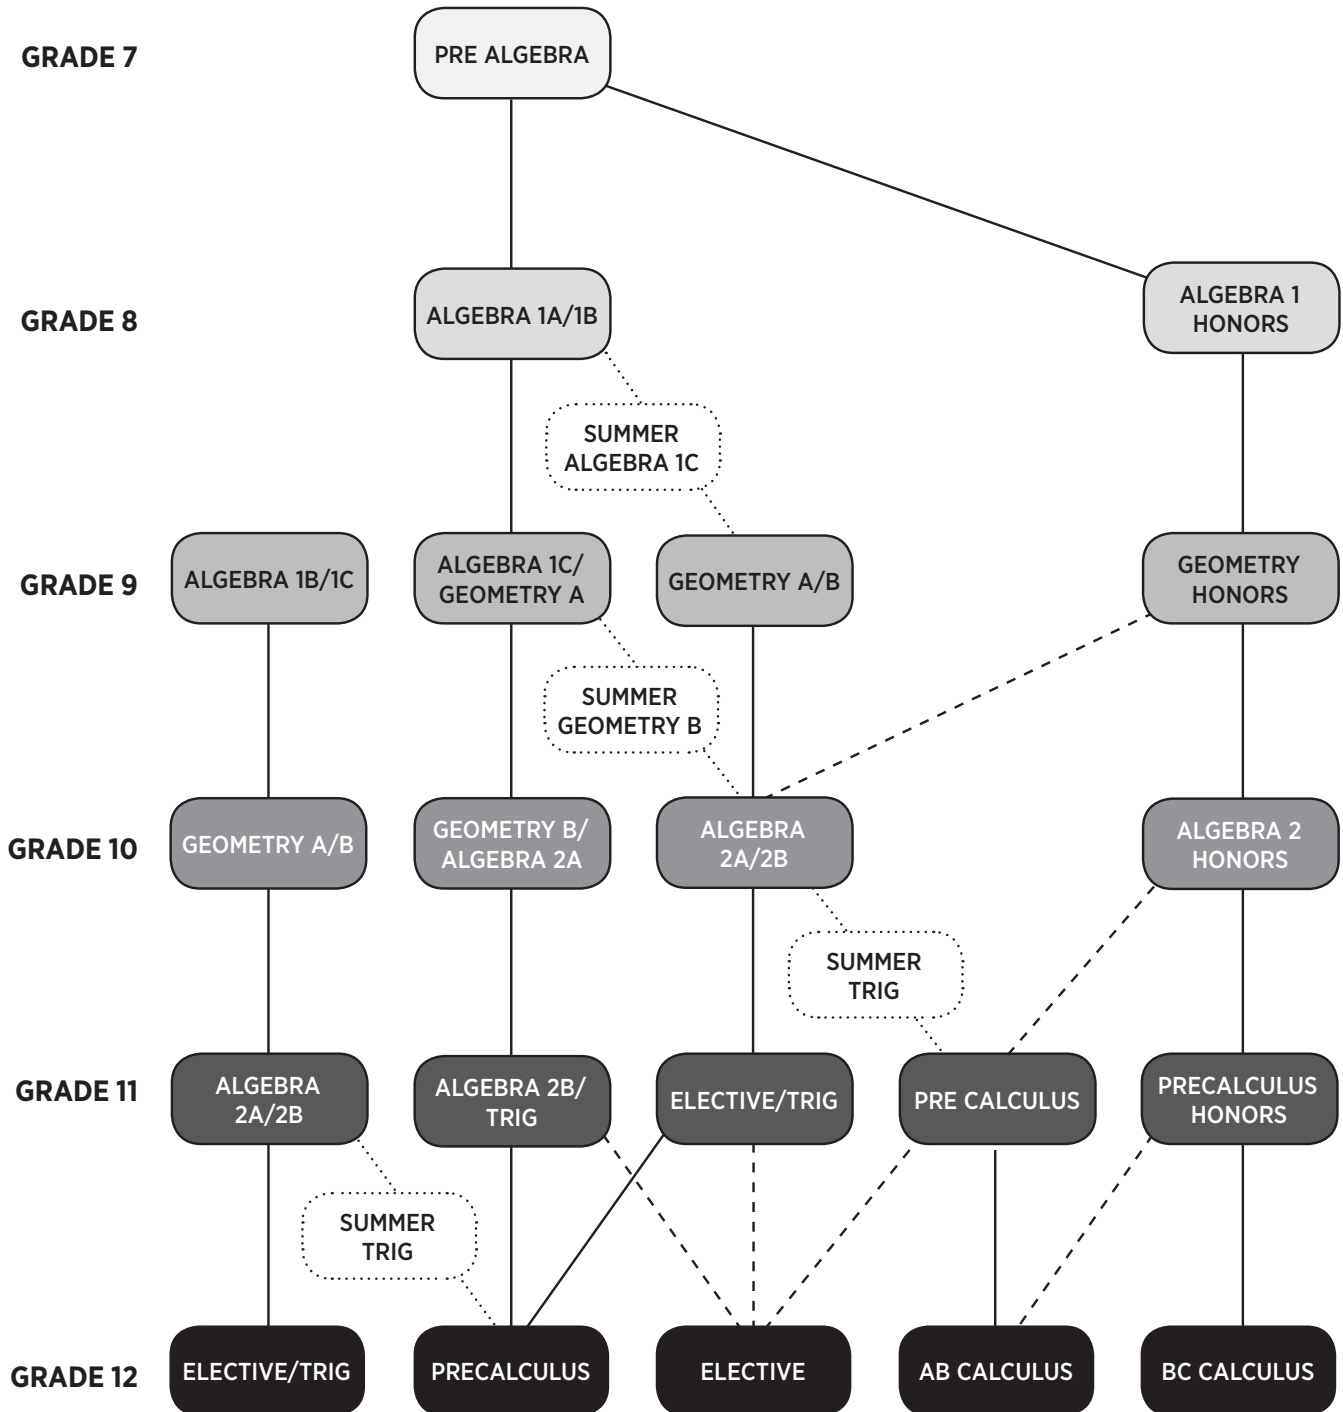 GRADE 7
PRE ALGEBRA
GRADE 8
ALGEBRA 1A/1B
ALGEBRA 1
HONORS
SUMMER
ALGEBRA 1C
GRADE 9
ALGEBRA 1B/1C
ALGEBRA 1C/
GEOMETRY A
GEOMETRY A/B
GEOMETRY
HONORS
SUMMER
GEOMETRY B
GRADE 10
GEOMETRY A/B
GEOMETRY B/
ALGEBRA 2A
ALGEBRA
2A/2B
ALGEBRA 2
HONORS
SUMMER
TRIG
GRADE 11
ALGEBRA
2A/2B
ALGEBRA 2B/
TRIG
ELECTIVE/TRIG
PRE CALCULUS
PRECALCULUS
HONORS
SUMMER
TRIG
GRADE 12
ELECTIVE/TRIG
PRECALCULUS
ELECTIVE
AB CALCULUS
BC CALCULUS